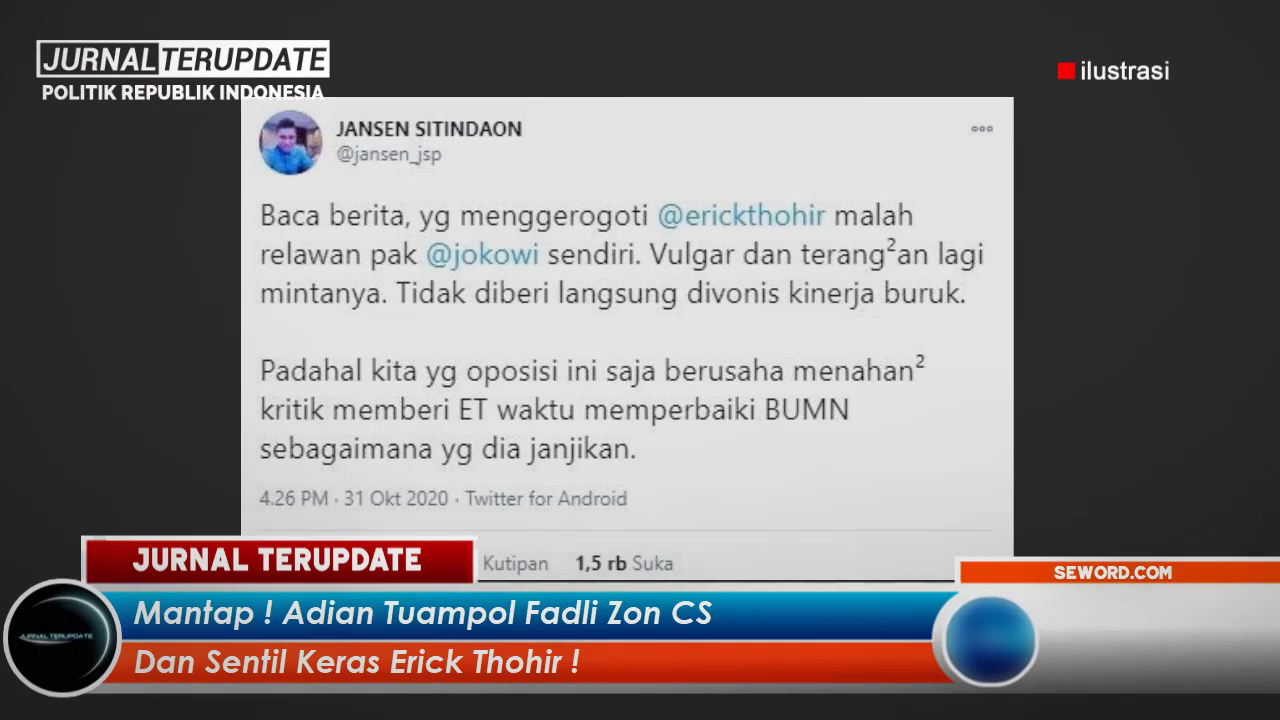 JURNALTERUPDATE
POLITIK REPUBLIK INDONESIA
ilustrasi
JANSEN SITINDAON
@jansen_jsp
Baca berita, yg menggerogoti @erickthohir malah
relawan pak @jokowi sendiri. Vulgar dan terang²an lagi
mintanya. Tidak diberi langsung divonis kinerja buruk.
Padahal kita yg oposisi ini saja berusaha menahan²
kritik memberi ET waktu memperbaiki BUMN
sebagaimana yg dia janjikan.
4.26 PM · 31 Okt 2020 · Twitter for Android
Kutipan 1,5 rb Suka
JURNAL TERUPDATE
SEWORD.COM
JURNAL TERUPDATE
Mantap ! Adian Tuampol Fadli Zon CS
Dan Sentil Keras Erick Thohir !